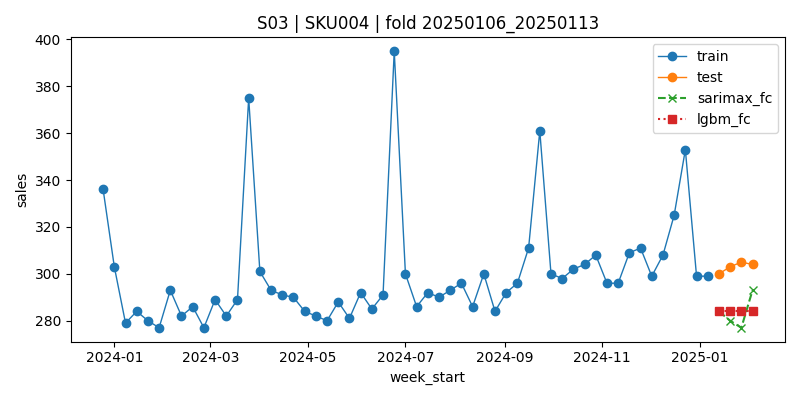 S03 | SKU004 | fold 20250106_20250113
400
380
360
340
320
300
280
sales
train
test
sarimax_fc
lgbm_fc
2024-01
2024-03
2024-05
2024-07
2024-09
2024-11
2025-01
week_start